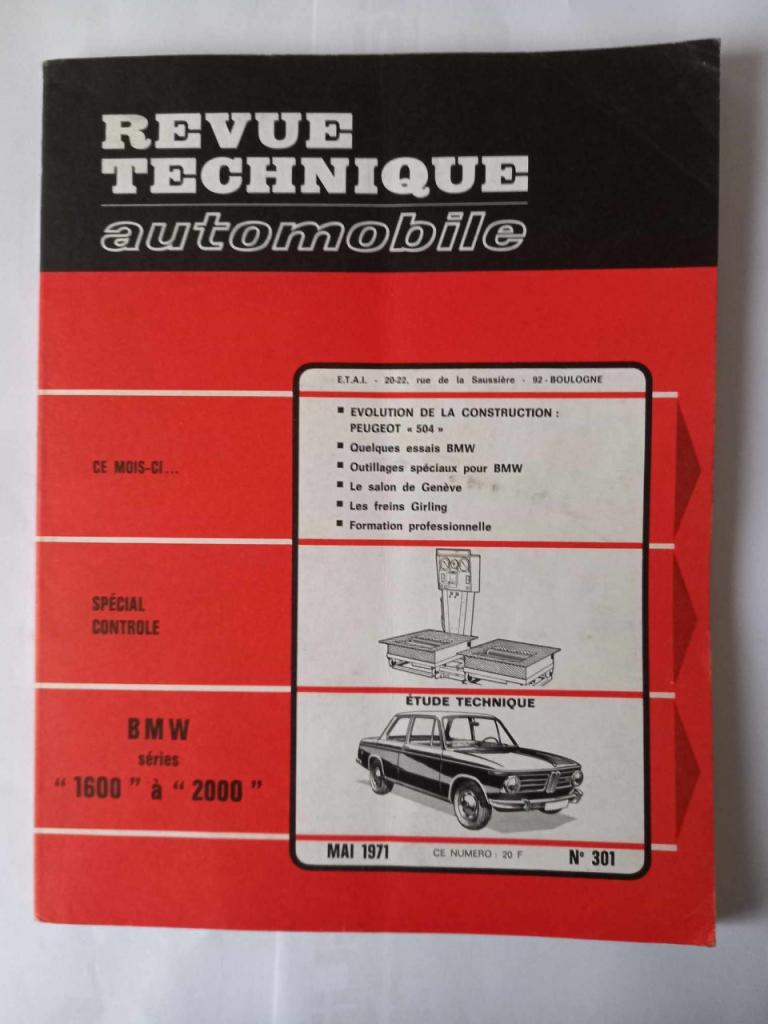 REVUE
TECHNIQUE
automobile
E.T.A.I. - 20-22, rue de la Saussière - 92-BOULOGNE
CE MOIS-CI...
■ EVOLUTION DE LA CONSTRUCTION :
PEUGEOT « 504 »
■ Quelques essais BMW
■ Outillages spéciaux pour BMW
■ Le salon de Genève
■ Les freins Girling
■ Formation professionnelle
SPÉCIAL
CONTROLE
BMW
séries
" 1600 " à " 2000 "
ÉTUDE TECHNIQUE
MAI 1971 CE NUMERO : 20 F N° 301